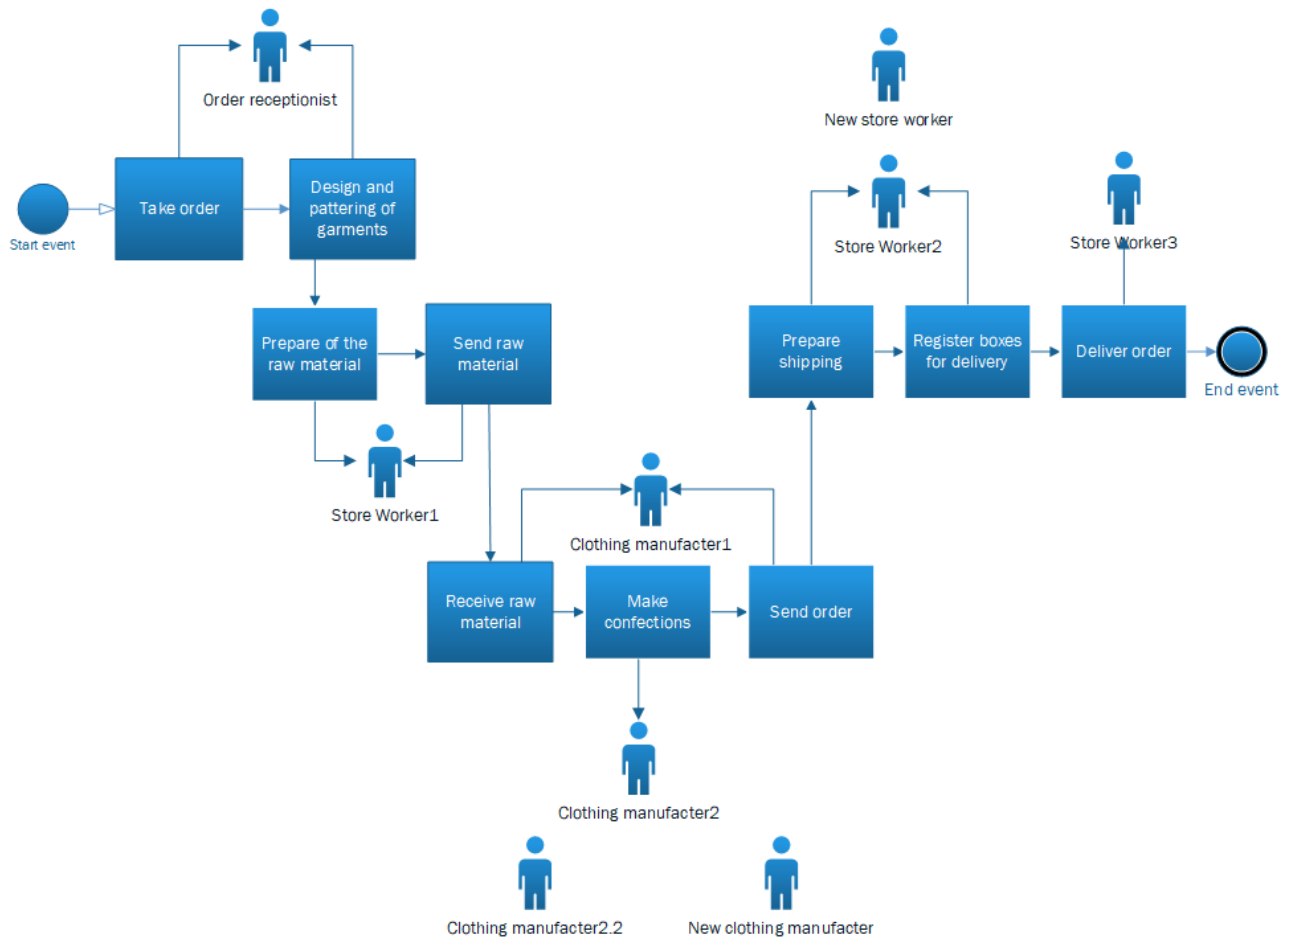 Order receptionist
New store worker
Take order
Design and
pattering of
garments
Start event
Store Worker2
Store Worker3
Prepare of the
raw material
Send raw
material
Prepare
shipping
Register boxes
for delivery
Deliver order
End event
Store Worker1
Clothing manufacter1
Receive raw
material
Make
confections
Send order
Clothing manufacter2
Clothing manufacter2.2
New clothing manufacter